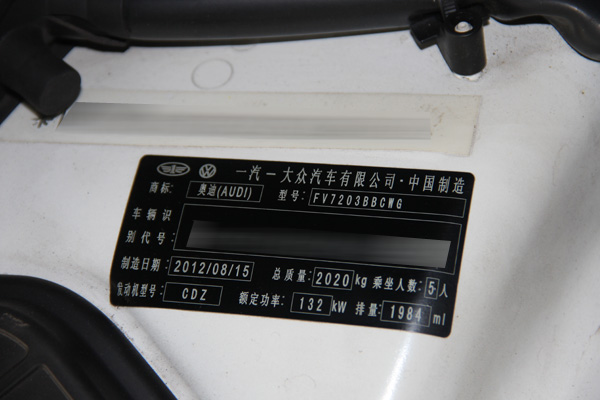 一汽一大众汽车有限公司·中国制造
商标: 奥迪(AUDI) 型号: FV7203BBCWG
车辆识
别代号:
制造日期: 2012/08/15 总质量: 2020 kg 乘坐人数: 5 人
发动机型号: CDZ 额定功率: 132 kW 排量: 1984 ml